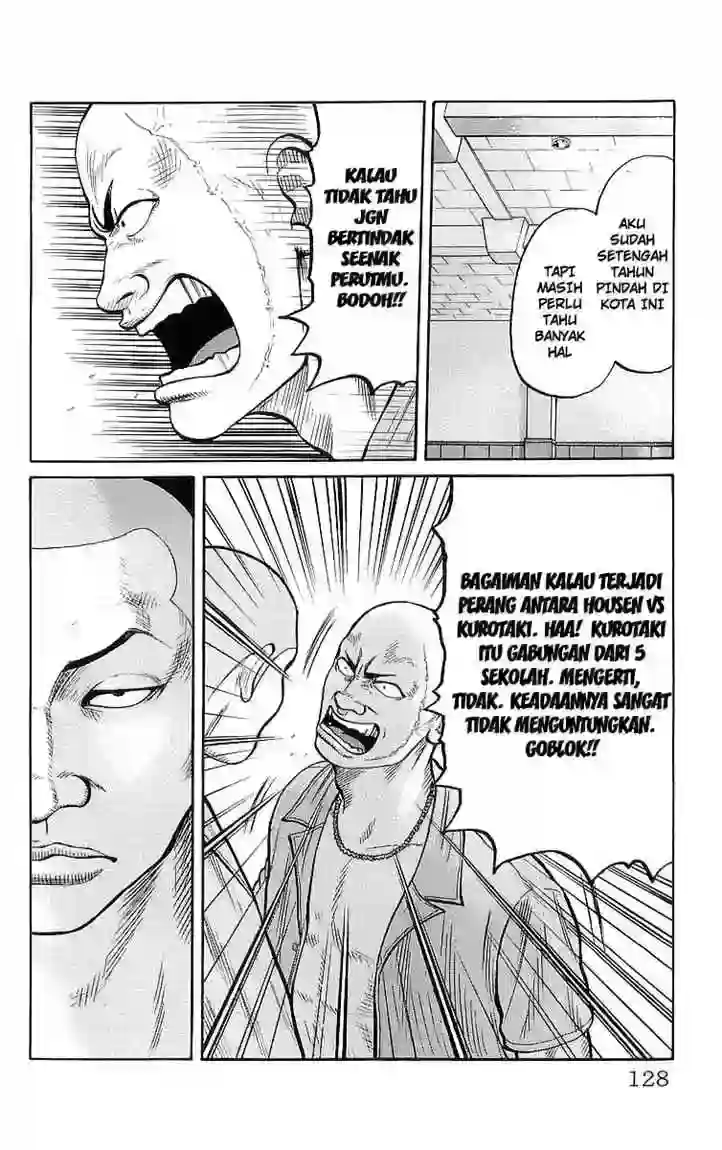 AKU
SUDAH
SETENGAH
TAHUN
PINDAH DI
KOTA INI
TAPI
MASIH
PERLU
TAHU
BANYAK
HAL
KALAU
TIDAK TAHU
JGN
BERTINDAK
SEENAK
PERUTMU.
BODOH!!
BAGAIMAN KALAU TERJADI
PERANG ANTARA HOUSEN VS
KUROTAKI. HAA! KUROTAKI
ITU GABUNGAN DARI 5
SEKOLAH. MENGERTI,
TIDAK. KEADAANNYA SANGAT
TIDAK MENGUNTUNGKAN.
GOBLOK!!
128